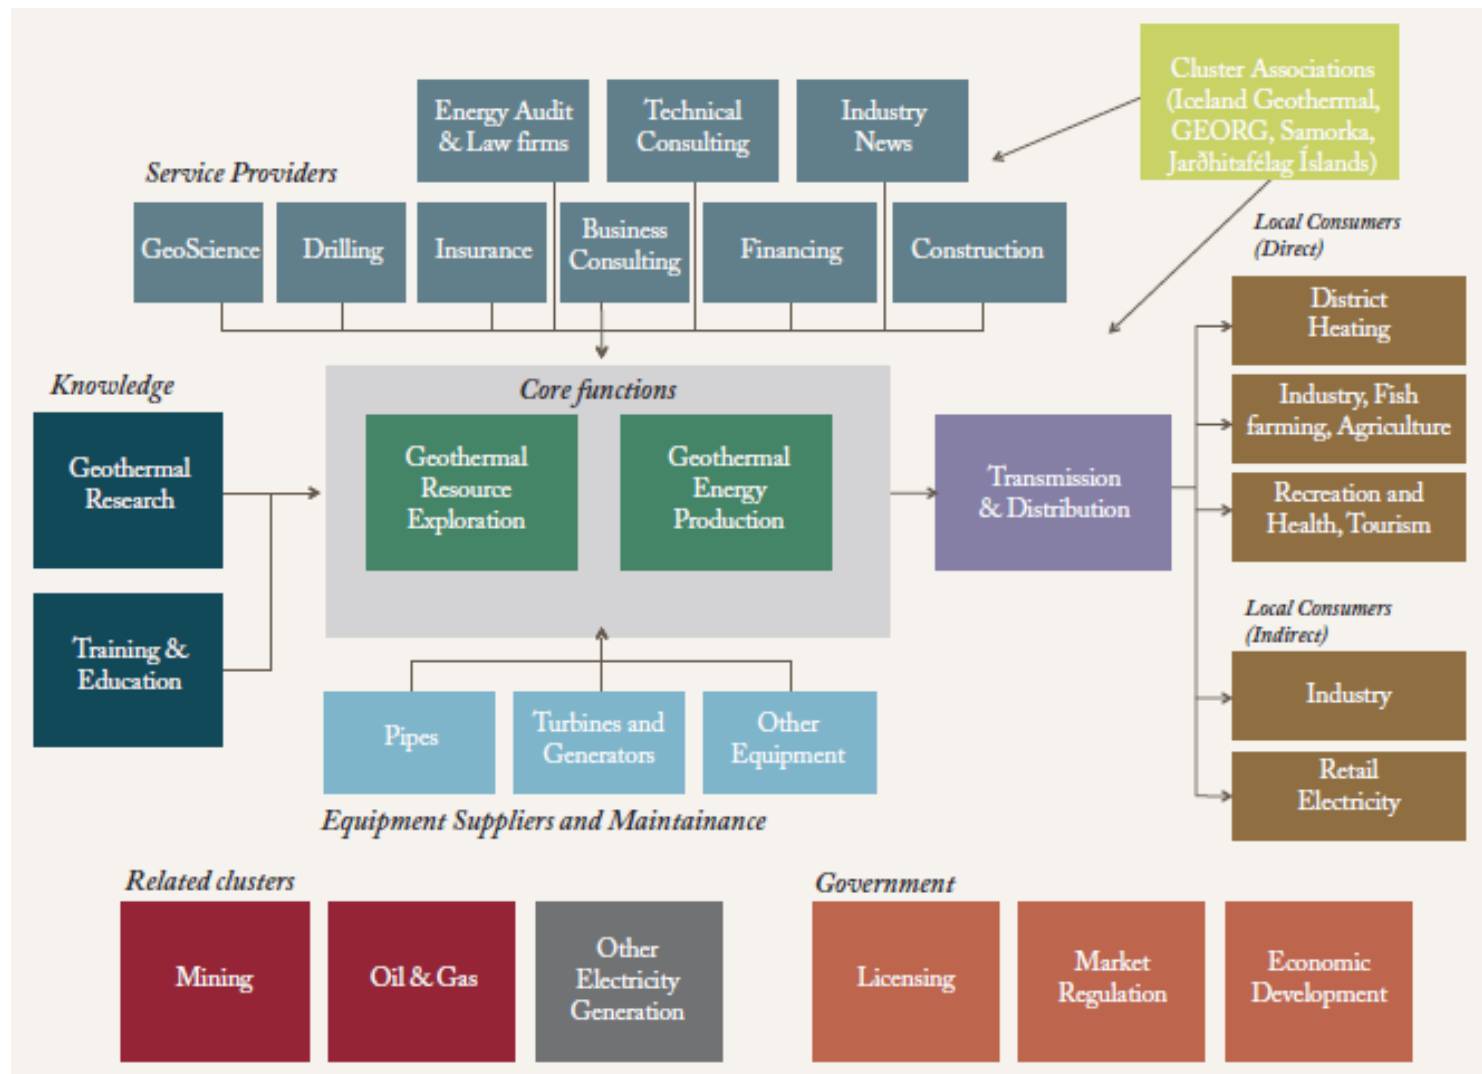 Cluster Associations
(Iceland Geothermal,
GEORG, Samorka,
Jarðhitafélag Íslands)
Energy Audit
& Law firms
Technical
Consulting
Industry
News
Service Providers
GeoScience
Drilling
Insurance
Business
Consulting
Financing
Construction
Local Consumers
(Direct)
District
Heating
Industry, Fish
farming, Agriculture
Recreation and
Health, Tourism
Knowledge
Geothermal
Research
Training &
Education
Core functions
Geothermal
Resource
Exploration
Geothermal
Energy
Production
Transmission
& Distribution
Local Consumers
(Indirect)
Industry
Retail
Electricity
Pipes
Turbines and
Generators
Other
Equipment
Equipment Suppliers and Maintainance
Related clusters
Mining
Oil & Gas
Other
Electricity
Generation
Government
Licensing
Market
Regulation
Economic
Development